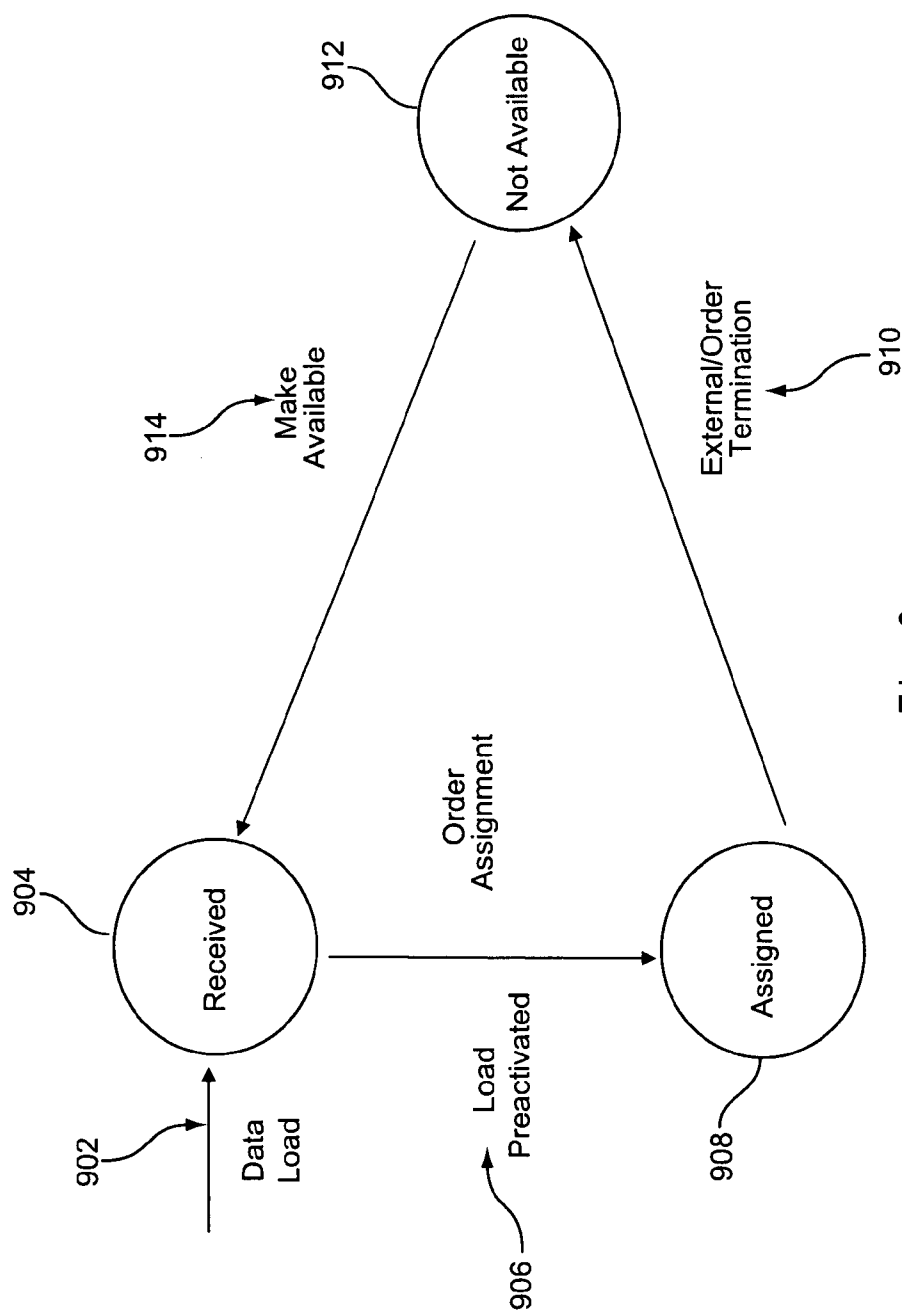 902
Data
Load
904
Received
906
Load
Preactivated
Order
Assignment
908
Assigned
914
Make
Available
External/Order
Termination
910
912
Not Available